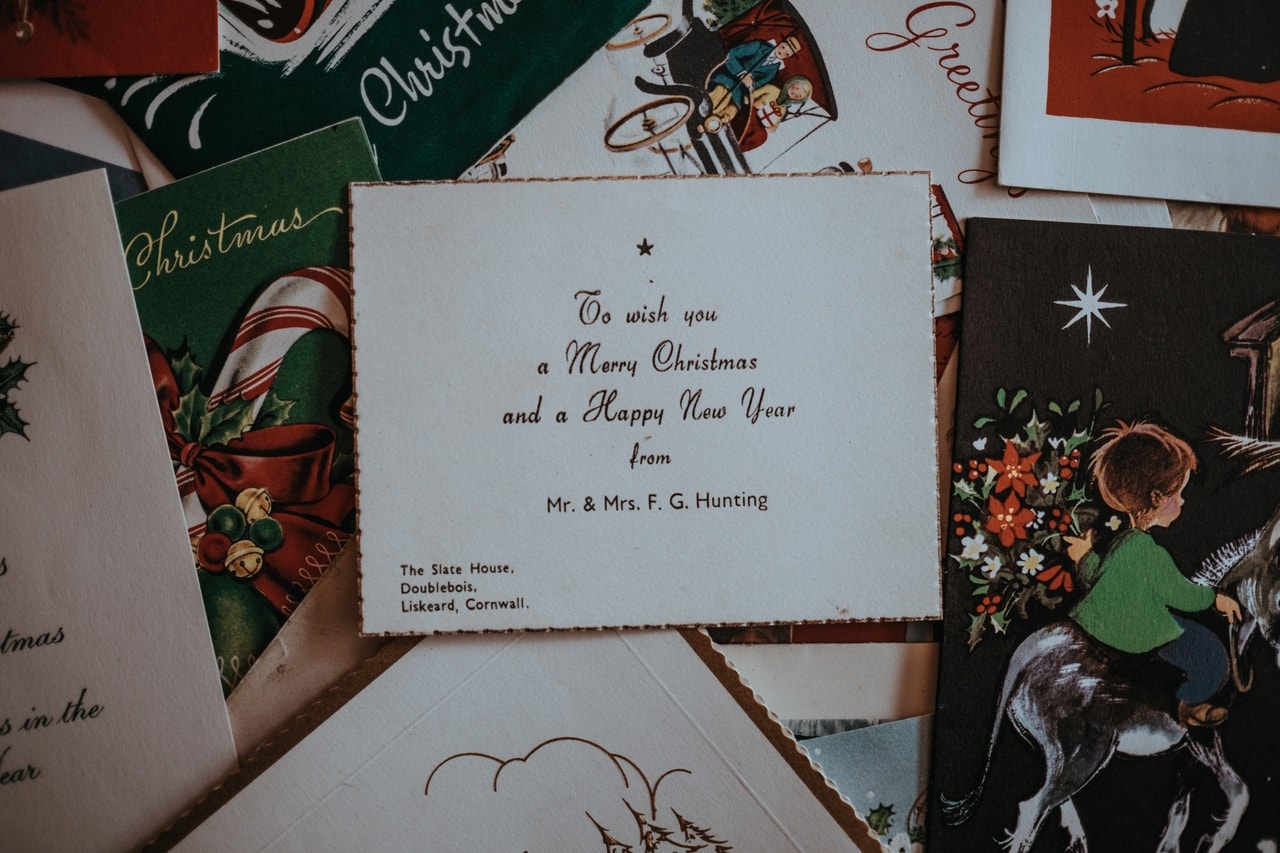 Christm
Greeting
Christmas
To wish you
a Merry Christmas
and a Happy New Year
from
Mr. & Mrs. F. G. Hunting
The Slate House,
Doublebois,
Liskeard, Cornwall.
s
tmas
s in the
ear